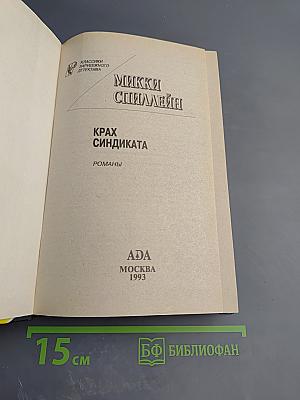 КЛАССИКИ
ЗАРУБЕЖНОГО
ДЕТЕКТИВА
МИККИ
СПИЛЛЕЙН
КРАХ
СИНДИКАТА
РОМАНЫ
АДА
МОСКВА
1993
15 см
БФ БИБЛИОФАН